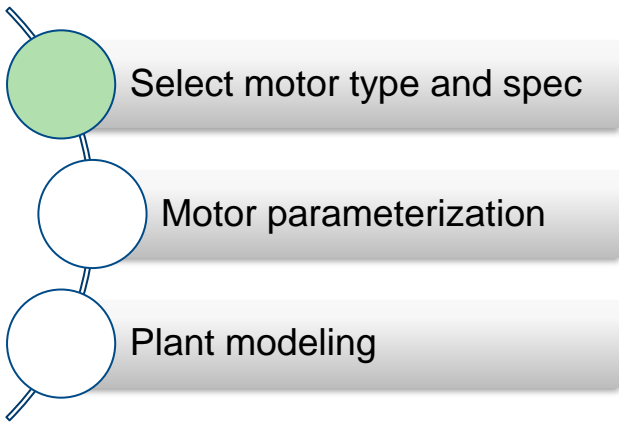 Select motor type and spec
Motor parameterization
Plant modeling